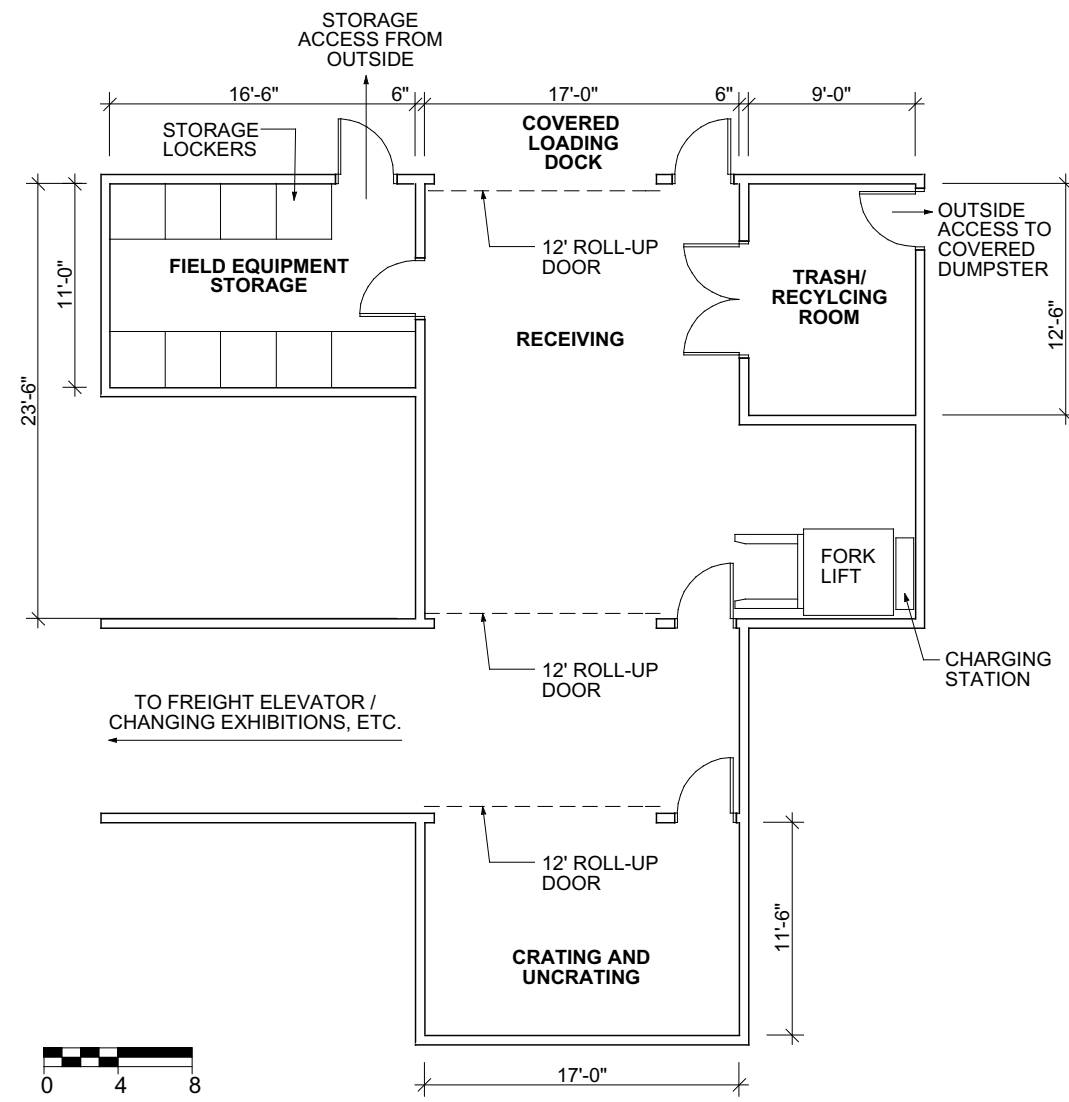 STORAGE
ACCESS FROM
OUTSIDE
16'-6"
6"
17'-0"
6"
9'-0"
STORAGE
LOCKERS
COVERED
LOADING
DOCK
12' ROLL-UP
DOOR
OUTSIDE
ACCESS TO
COVERED
DUMPSTER
FIELD EQUIPMENT
STORAGE
TRASH/
RECYLCING
ROOM
11'-0"
23'-6"
12'-6"
RECEIVING
FORK
LIFT
CHARGING
STATION
12' ROLL-UP
DOOR
TO FREIGHT ELEVATOR /
CHANGING EXHIBITIONS, ETC.
12' ROLL-UP
DOOR
11'-6"
CRATING AND
UNCRATING
17'-0"
0 4 8